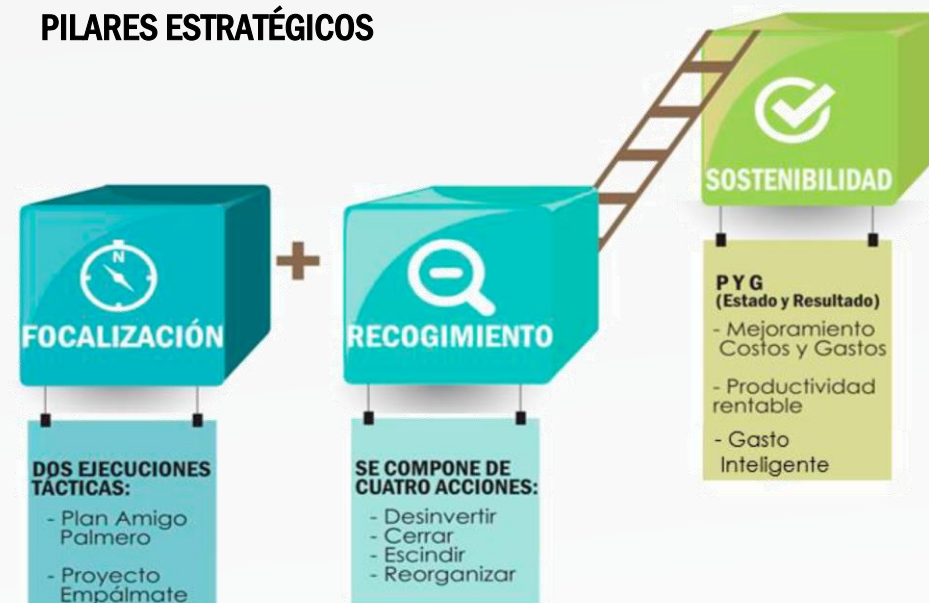 PILARES ESTRATÉGICOS
N
FOCALIZACIÓN
+
RECOGIMIENTO
SOSTENIBILIDAD
DOS EJECUCIONES
TÁCTICAS:
- Plan Amigo
Palmero
- Proyecto
Empálmate
SE COMPONE DE
CUATRO ACCIONES:
- Desinvertir
- Cerrar
- Escindir
- Reorganizar
P Y G
(Estado y Resultado)
- Mejoramiento
Costos y Gastos
- Productividad
rentable
- Gasto
Inteligente